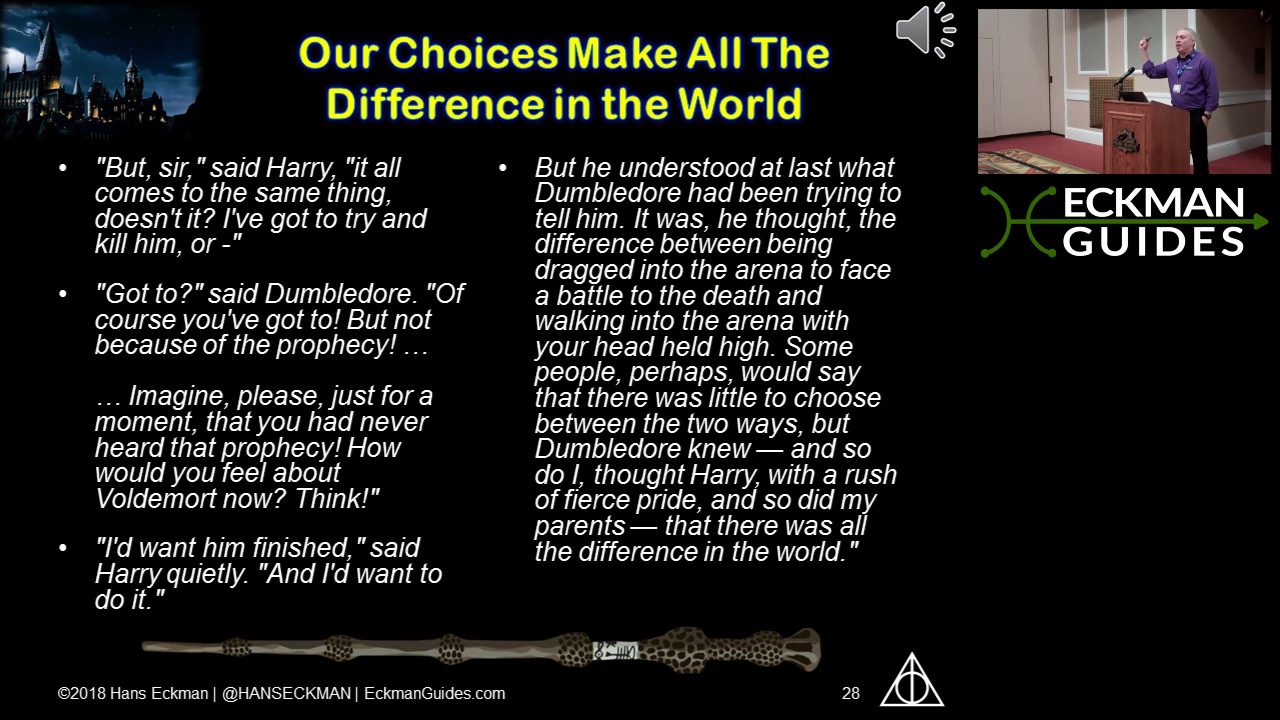 Our Choices Make All The
Difference in the World
• "But, sir," said Harry, "it all
comes to the same thing,
doesn't it? I've got to try and
kill him, or -"
• "Got to?" said Dumbledore. "Of
course you've got to! But not
because of the prophecy! …
… Imagine, please, just for a
moment, that you had never
heard that prophecy! How
would you feel about
Voldemort now? Think!"
• "I'd want him finished," said
Harry quietly. "And I'd want to
do it."
• But he understood at last what
Dumbledore had been trying to
tell him. It was, he thought, the
difference between being
dragged into the arena to face
a battle to the death and
walking into the arena with
your head held high. Some
people, perhaps, would say
that there was little to choose
between the two ways, but
Dumbledore knew — and so
do I, thought Harry, with a rush
of fierce pride, and so did my
parents — that there was all
the difference in the world."
©2018 Hans Eckman | @HANSECKMAN | EckmanGuides.com
28
ECKMAN
GUIDES